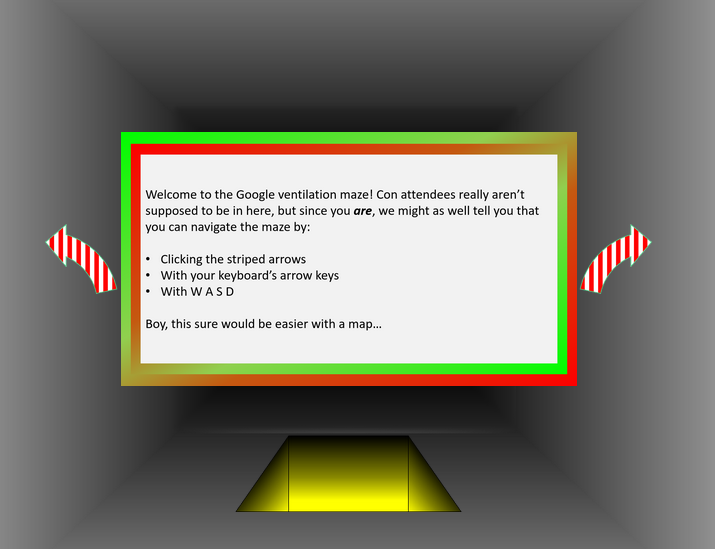 Welcome to the Google ventilation maze! Con attendees really aren’t
supposed to be in here, but since you are, we might as well tell you that
you can navigate the maze by:
• Clicking the striped arrows
• With your keyboard’s arrow keys
• With W A S D
Boy, this sure would be easier with a map…